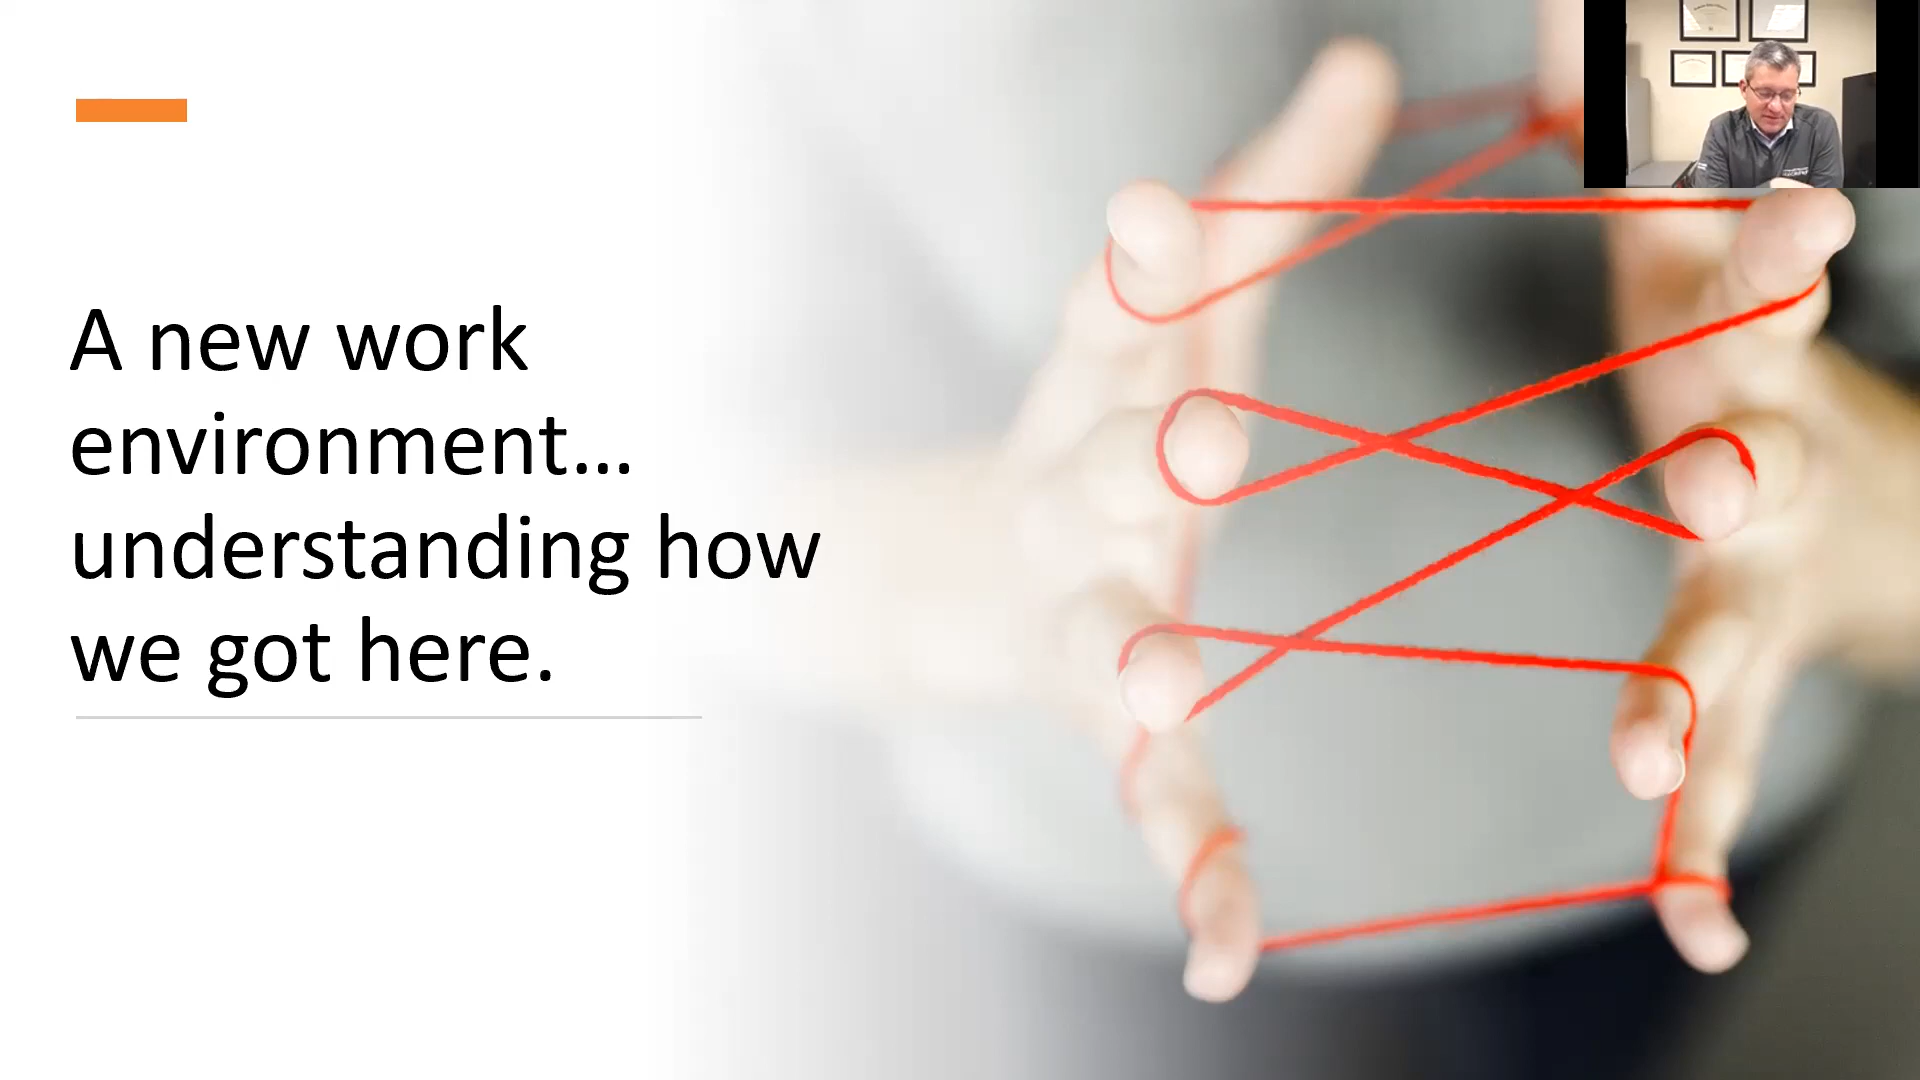 A new work
environment...
understanding how
we got here.